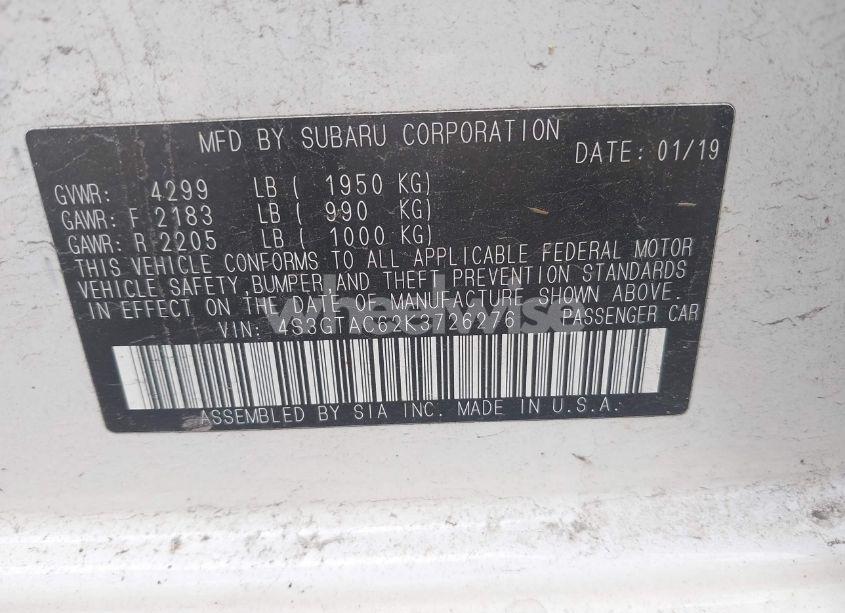 MFD BY SUBARU CORPORATION
DATE: 01/19
GVWR: 4299 LB ( 1950 KG)
GAWR: F 2183 LB ( 990 KG)
GAWR: R 2205 LB ( 1000 KG)
THIS VEHICLE CONFORMS TO ALL APPLICABLE FEDERAL MOTOR
VEHICLE SAFETY,BUMPER,AND THEFT PREVENTION STANDARDS
IN EFFECT ON THE DATE OF MANUFACTURE SHOWN ABOVE.
VIN: 4S3GTAC62K3726276 PASSENGER CAR
wheelwise
ASSEMBLED BY SIA INC. MADE IN U.S.A.